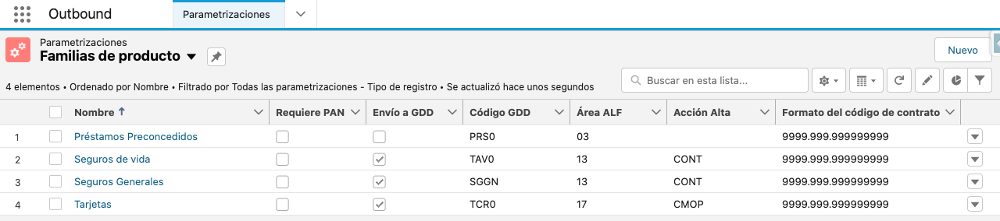 Outbound Parametrizaciones
Parametrizaciones
Familias de producto
Nuevo
4 elementos • Ordenado por Nombre • Filtrado por Todas las parametrizaciones - Tipo de registro • Se actualizó hace unos segundos
Buscar en esta lista...
Nombre Requiere PAN Envío a GDD Código GDD Área ALF Acción Alta Formato del código de contrato
1 Préstamos Preconcedidos PRS0 03 9999.999.999999999
2 Seguros de vida TAV0 13 CONT 9999.999.999999999
3 Seguros Generales SGGN 13 CONT 9999.999.999999999
4 Tarjetas TCR0 17 CMOP 9999.999.999999999